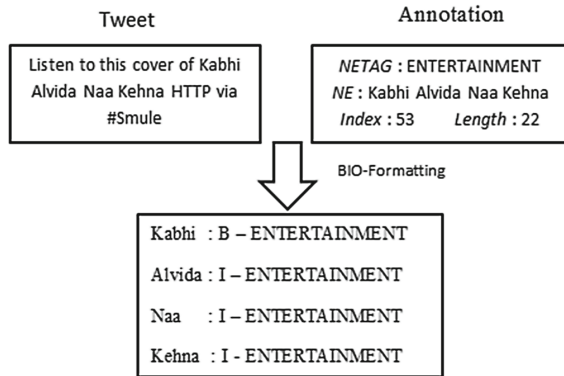 Tweet
Annotation
Listen to this cover of Kabhi
Alvida Naa Kehna HTTP via
#Smule
NETAG : ENTERTAINMENT
NE : Kabhi Alvida Naa Kehna
Index : 53 Length : 22
BIO-Formatting
Kabhi : B – ENTERTAINMENT
Alvida : I – ENTERTAINMENT
Naa : I – ENTERTAINMENT
Kehna : I - ENTERTAINMENT